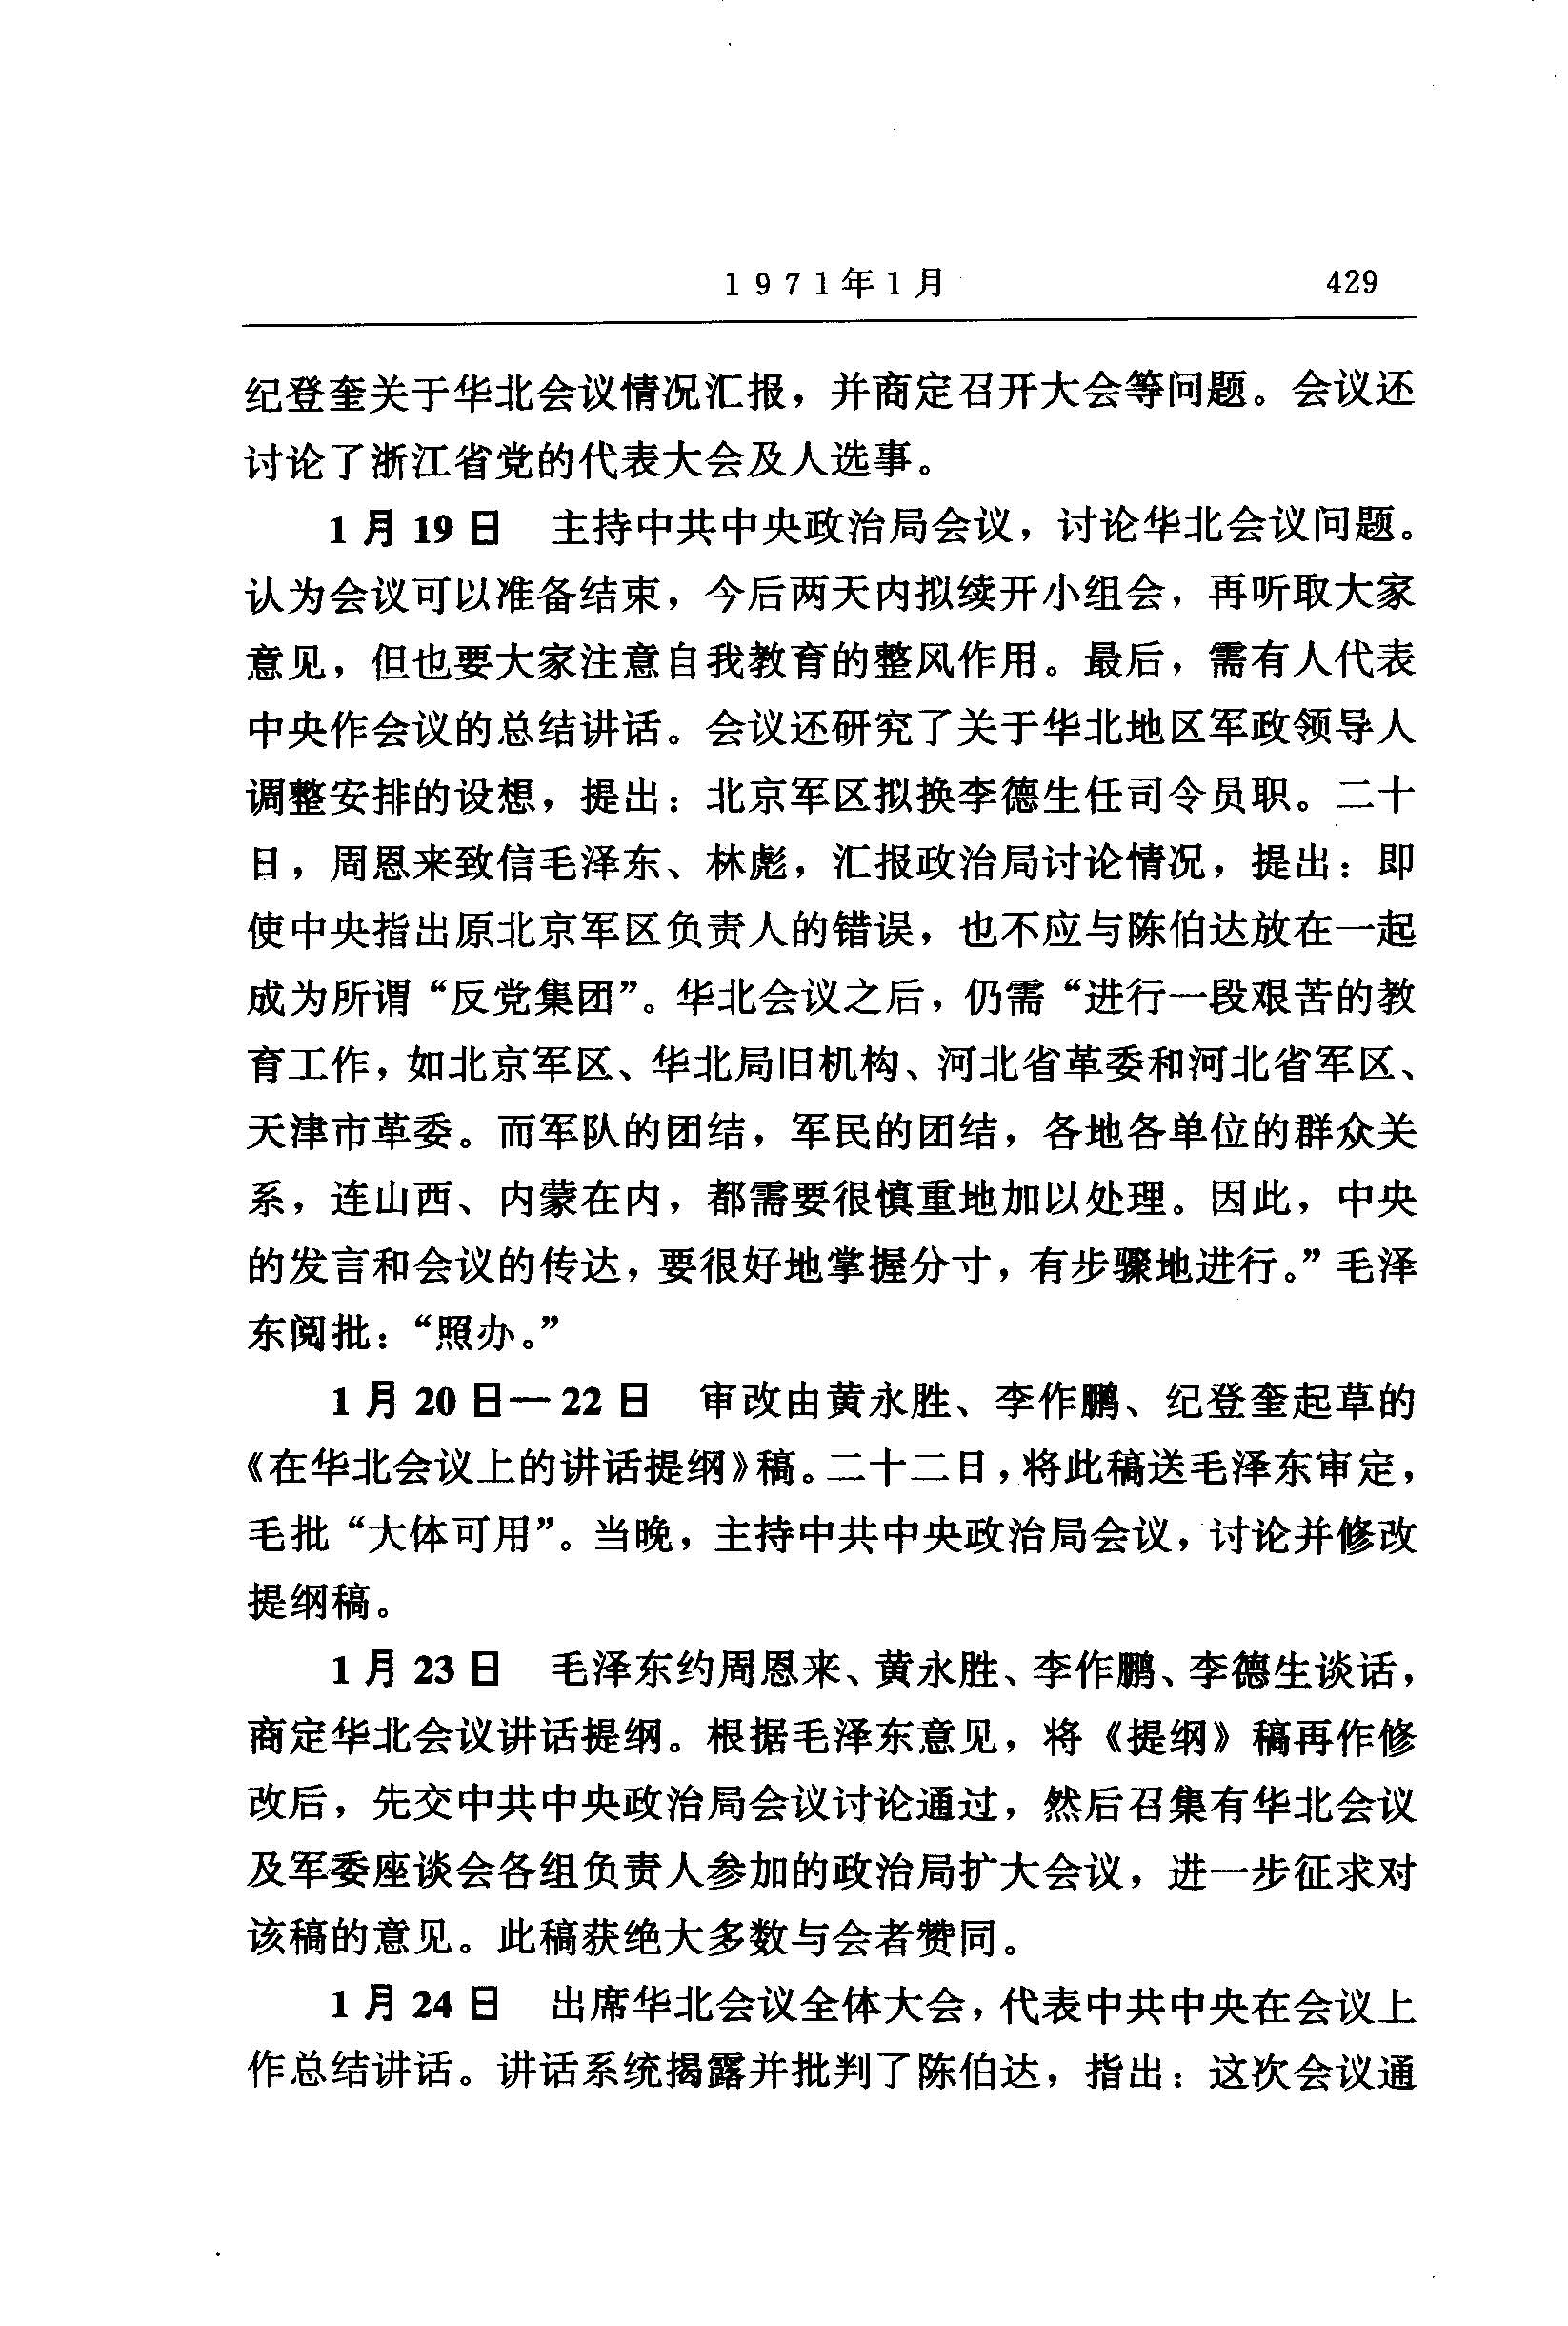 1971年1月 429
纪登奎关于华北会议情况汇报，并商定召开大会等问题。会议还
讨论了浙江省党的代表大会及人选事。
1月19日 主持中共中央政治局会议，讨论华北会议问题。
认为会议可以准备结束，今后两天内拟续开小组会，再听取大家
意见，但也要大家注意自我教育的整风作用。最后，需有人代表
中央作会议的总结讲话。会议还研究了关于华北地区军政领导人
调整安排的设想，提出：北京军区拟换李德生任司令员职。二十
日，周恩来致信毛泽东、林彪，汇报政治局讨论情况，提出：即
使中央指出原北京军区负责人的错误，也不应与陈伯达放在一起
成为所谓“反党集团”。华北会议之后，仍需“进行一段艰苦的教
育工作，如北京军区、华北局旧机构、河北省革委和河北省军区、
天津市革委。而军队的团结，军民的团结，各地各单位的群众关
系，连山西、内蒙在内，都需要很慎重地加以处理。因此，中央
的发言和会议的传达，要很好地掌握分寸，有步骤地进行。”毛泽
东阅批：“照办。”
1月20日—22日 审改由黄永胜、李作鹏、纪登奎起草的
《在华北会议上的讲话提纲》稿。二十二日，将此稿送毛泽东审定，
毛批“大体可用”。当晚，主持中共中央政治局会议，讨论并修改
提纲稿。
1月23日 毛泽东约周恩来、黄永胜、李作鹏、李德生谈话，
商定华北会议讲话提纲。根据毛泽东意见，将《提纲》稿再作修
改后，先交中共中央政治局会议讨论通过，然后召集有华北会议
及军委座谈会各组负责人参加的政治局扩大会议，进一步征求对
该稿的意见。此稿获绝大多数与会者赞同。
1月24日 出席华北会议全体大会，代表中共中央在会议上
作总结讲话。讲话系统揭露并批判了陈伯达，指出：这次会议通